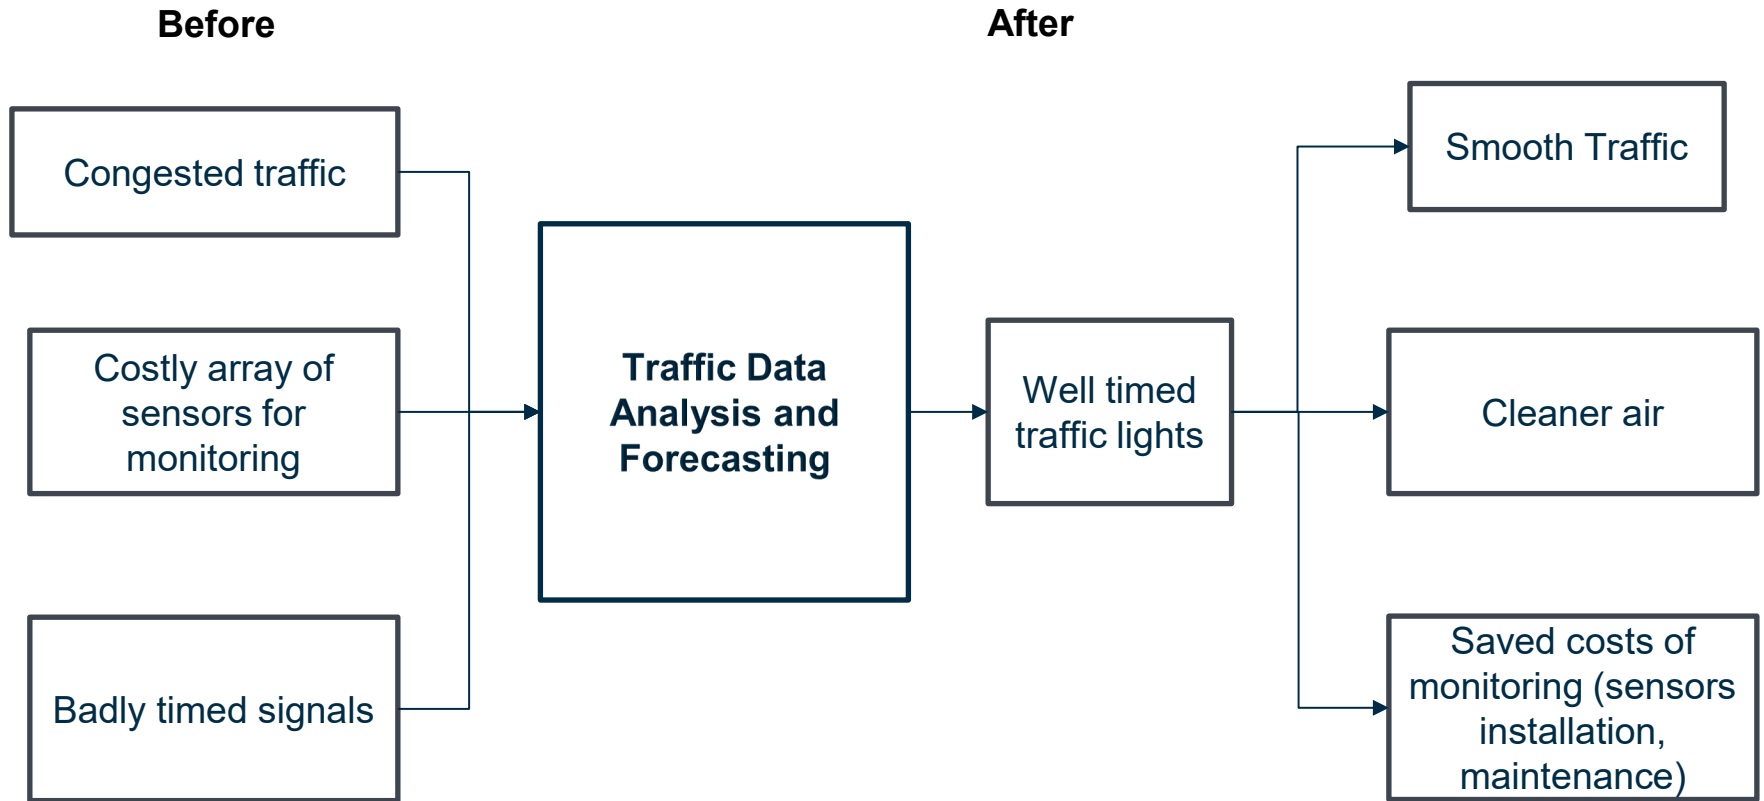 Before
After
Congested traffic
Smooth Traffic
Costly array of
sensors for
monitoring
Traffic Data
Analysis and
Forecasting
Well timed
traffic lights
Cleaner air
Badly timed signals
Saved costs of
monitoring (sensors
installation,
maintenance)